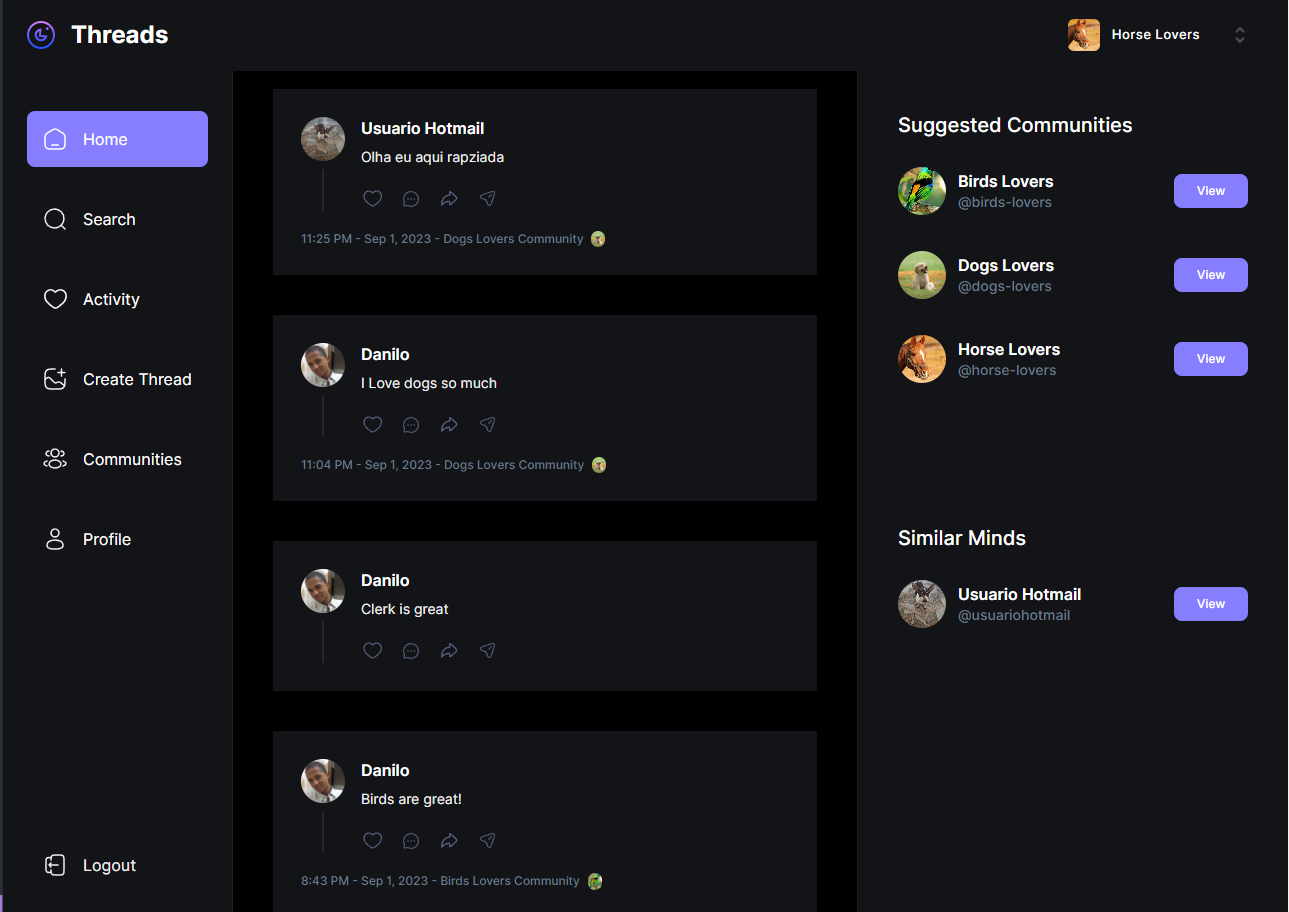 Threads
Horse Lovers
Home
Search
Activity
Create Thread
Communities
Profile
Logout
Usuario Hotmail
Olha eu aqui rapziada
11:25 PM - Sep 1, 2023 - Dogs Lovers Community
Danilo
I Love dogs so much
11:04 PM - Sep 1, 2023 - Dogs Lovers Community
Danilo
Clerk is great
Danilo
Birds are great!
8:43 PM - Sep 1, 2023 - Birds Lovers Community
Suggested Communities
Birds Lovers
@birds-lovers
View
Dogs Lovers
@dogs-lovers
View
Horse Lovers
@horse-lovers
View
Similar Minds
Usuario Hotmail
@usuariohotmail
View